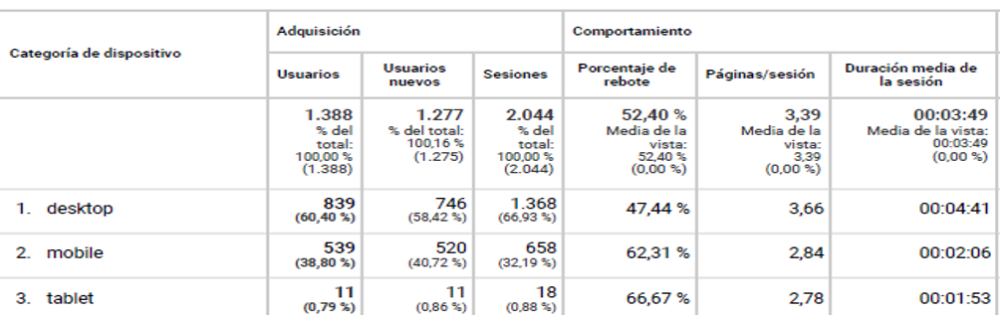 Categoría de dispositivo
Adquisición
Comportamiento
Usuarios
Usuarios nuevos
Sesiones
Porcentaje de rebote
Páginas/sesión
Duración media de la sesión
1.388
% del total: 100,00 % (1.388)
1.277
% del total: 100,16 % (1.275)
2.044
% del total: 100,00 % (2.044)
52,40 %
Media de la vista: 52,40 % (0,00 %)
3,39
Media de la vista: 3,39 (0,00 %)
00:03:49
Media de la vista: 00:03:49 (0,00 %)
1. desktop 839 (60,40 %) 746 (58,42 %) 1.368 (66,93 %) 47,44 % 3,66 00:04:41
2. mobile 539 (38,80 %) 520 (40,72 %) 658 (32,19 %) 62,31 % 2,84 00:02:06
3. tablet 11 (0,79 %) 11 (0,86 %) 18 (0,88 %) 66,67 % 2,78 00:01:53